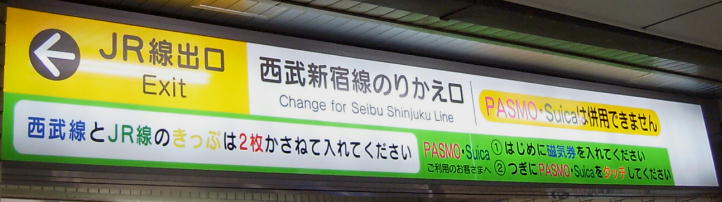 JR線出口
Exit
西武新宿線のりかえ口
Change for Seibu Shinjuku Line
PASMO・Suicaは併用できません
西武線とJR線のきっぷは2枚かさねて入れてください
PASMO・Suica
ご利用のお客さまへ
① はじめに磁気券を入れてください
② つぎにPASMO・Suicaをタッチしてください